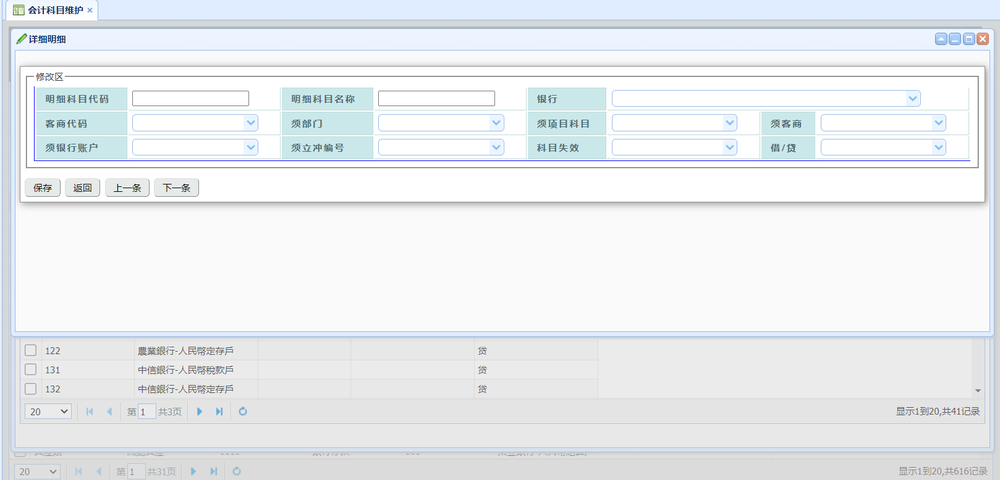 会计科目维护
详细明细
修改区
明细科目代码 明细科目名称 银行
客商代码 须部门 须项目科目 须客商
须银行账户 须立冲编号 科目失效 借/贷
保存 返回 上一条 下一条
122 農業銀行-人民幣定存戶 贷
131 中信銀行-人民幣稅款戶 贷
132 中信銀行-人民幣定存戶 贷
20 第 1 共3页 显示1到20,共41记录
20 第 1 共31页 显示1到20,共616记录